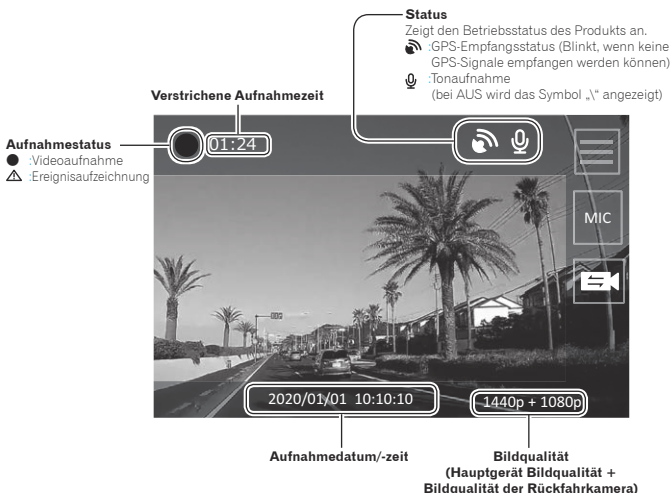 Status
Zeigt den Betriebsstatus des Produkts an.
:GPS-Empfangsstatus (Blinkt, wenn keine
GPS-Signale empfangen werden können)
:Tonaufnahme
(bei AUS wird das Symbol „\“ angezeigt)
Verstrichene Aufnahmezeit
Aufnahmestatus
:Videoaufnahme
:Ereignisaufzeichnung
01:24
MIC
2020/01/01 10:10:10
1440p + 1080p
Aufnahmedatum/-zeit
Bildqualität
(Hauptgerät Bildqualität +
Bildqualität der Rückfahrkamera)